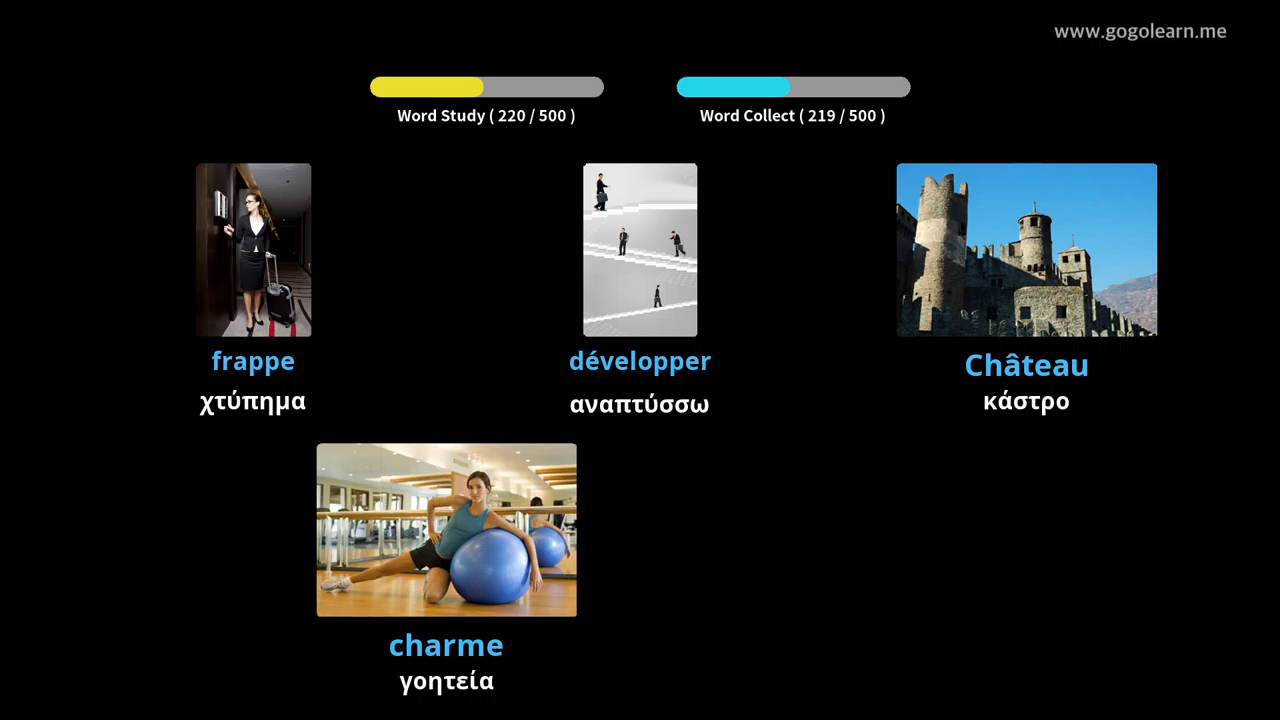 www.gogolearn.me
Word Study ( 220 / 500 )
Word Collect ( 219 / 500 )
frappe
χτύπημα
développer
αναπτύσσω
Château
κάστρο
charme
γοητεία